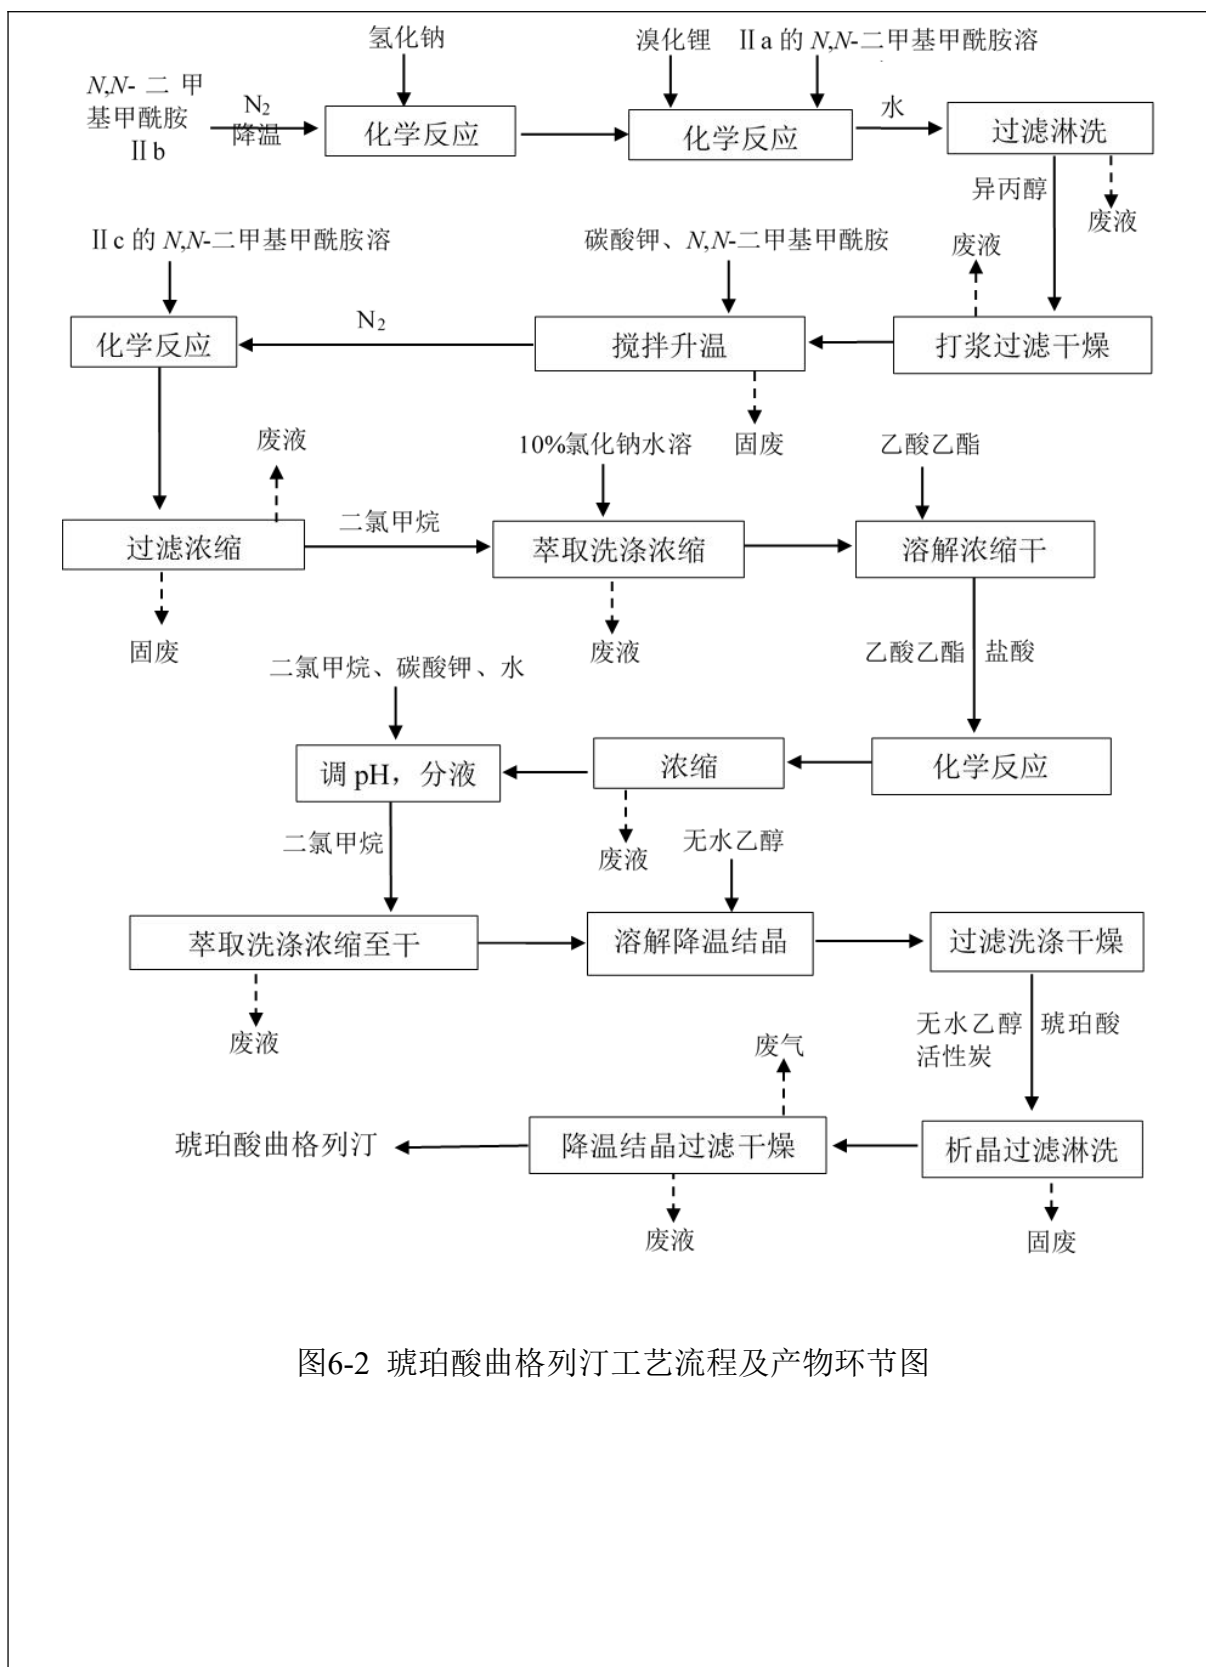 氢化钠
溴化锂 Ⅱa 的 N,N-二甲基甲酰胺溶
N,N- 二 甲
基甲酰胺
Ⅱb
N2
降温
化学反应
化学反应
水
过滤淋洗
异丙醇
废液
Ⅱc 的 N,N-二甲基甲酰胺溶
碳酸钾、N,N-二甲基甲酰胺
废液
化学反应
N2
搅拌升温
打浆过滤干燥
废液
10%氯化钠水溶
固废
乙酸乙酯
过滤浓缩
二氯甲烷
萃取洗涤浓缩
溶解浓缩干
固废
废液
乙酸乙酯
盐酸
二氯甲烷、碳酸钾、水
调 pH，分液
浓缩
化学反应
二氯甲烷
废液
无水乙醇
萃取洗涤浓缩至干
溶解降温结晶
过滤洗涤干燥
废液
废气
无水乙醇
活性炭
琥珀酸
琥珀酸曲格列汀
降温结晶过滤干燥
析晶过滤淋洗
废液
固废
图6-2 琥珀酸曲格列汀工艺流程及产物环节图